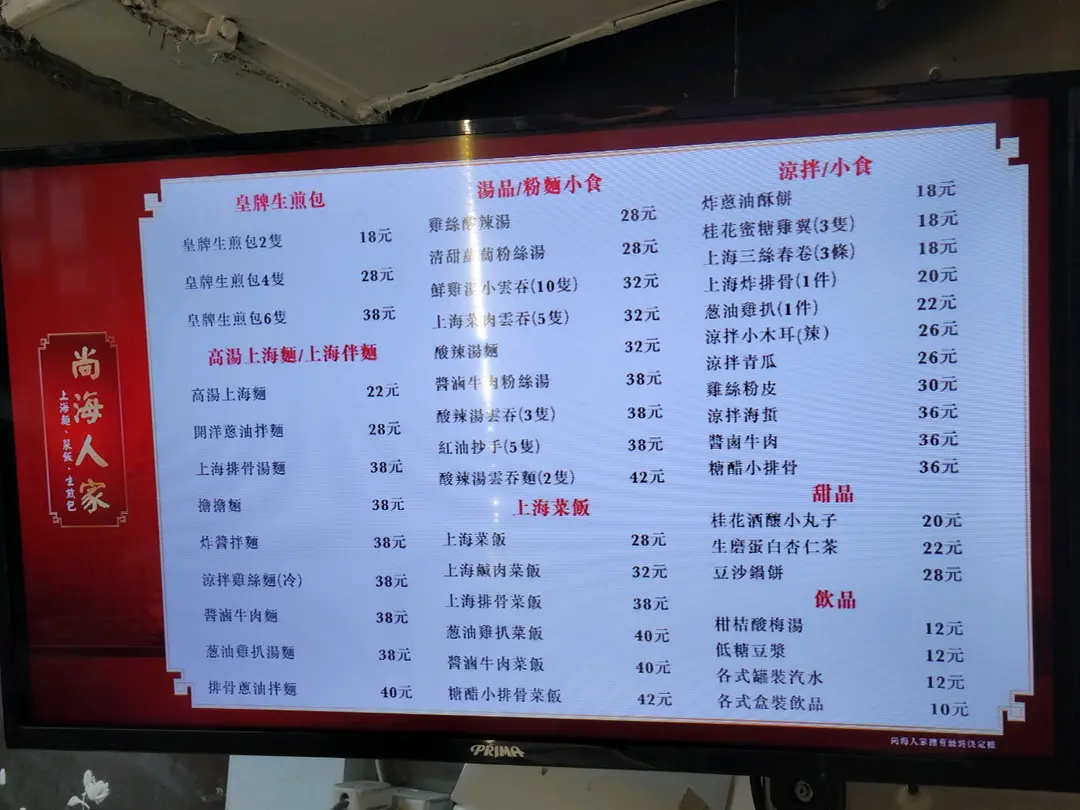 尚海人家
上海麵、菜飯、生煎包
皇牌生煎包
皇牌生煎包2隻 18元
皇牌生煎包4隻 28元
皇牌生煎包6隻 38元
高湯上海麵/上海伴麵
高湯上海麵 22元
開洋蔥油拌麵 28元
上海排骨湯麵 38元
擔擔麵 38元
炸醬拌麵 38元
涼拌雞絲麵(冷) 38元
醬滷牛肉麵 38元
葱油雞扒湯麵 38元
排骨蔥油拌麵 40元
湯品/粉麵小食
雞絲酸辣湯 28元
清甜蘿蔔粉絲湯 28元
鮮雞湯小雲吞(10隻) 32元
上海菜肉雲吞(5隻) 32元
酸辣湯麵 32元
醬滷牛肉粉絲湯 38元
酸辣湯雲吞(3隻) 38元
紅油抄手(5隻) 38元
酸辣湯雲吞麵(2隻) 42元
上海菜飯
上海菜飯 28元
上海鹹肉菜飯 32元
上海排骨菜飯 38元
葱油雞扒菜飯 40元
醬滷牛肉菜飯 40元
糖醋小排骨菜飯 42元
涼拌/小食
炸蔥油酥餅 18元
桂花蜜糖雞翼(3隻) 18元
上海三絲春卷(3條) 18元
上海炸排骨(1件) 20元
葱油雞扒(1件) 22元
涼拌小木耳(辣) 26元
涼拌青瓜 26元
雞絲粉皮 30元
涼拌海蜇 36元
醬鹵牛肉 36元
糖醋小排骨 36元
甜品
桂花酒釀小丸子 20元
生磨蛋白杏仁茶 22元
豆沙鍋餅 28元
飲品
柑桔酸梅湯 12元
低糖豆漿 12元
各式罐裝汽水 12元
各式盒裝飲品 10元
尚海人家擁有最終決定權
PRIMA